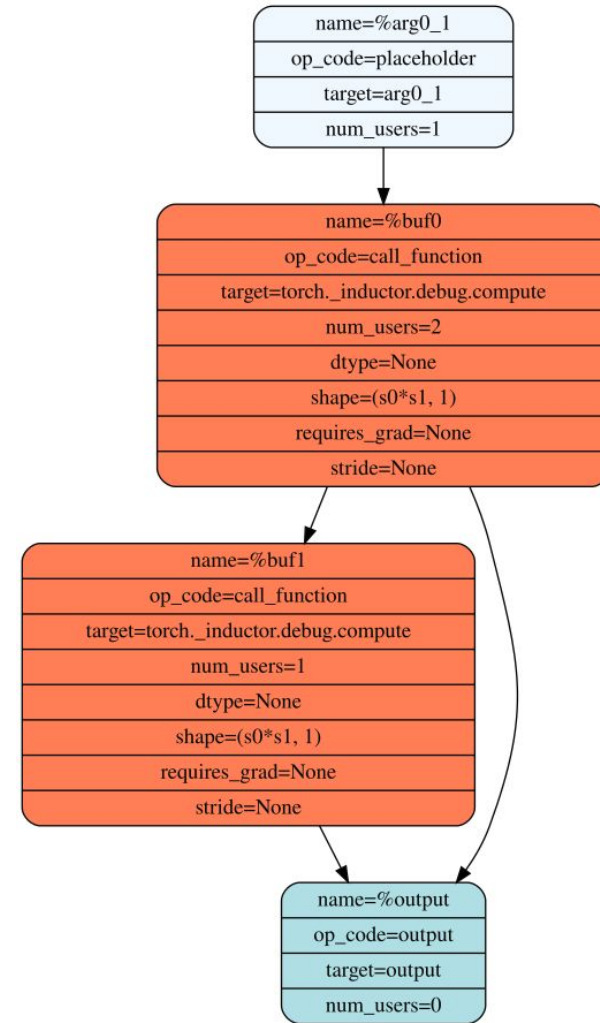 name=%arg0_1
op_code=placeholder
target=arg0_1
num_users=1
name=%buf0
op_code=call_function
target=torch._inductor.debug.compute
num_users=2
dtype=None
shape=(s0*s1, 1)
requires_grad=None
stride=None
name=%buf1
op_code=call_function
target=torch._inductor.debug.compute
num_users=1
dtype=None
shape=(s0*s1, 1)
requires_grad=None
stride=None
name=%output
op_code=output
target=output
num_users=0